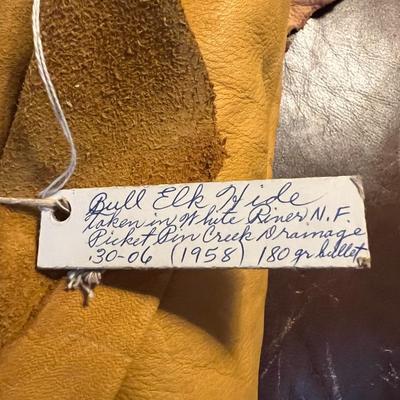 Bull Elk Hide
taken in White River N.F.
Picket Pin Creek Drainage
.30-06 (1958) 180 gr bullet